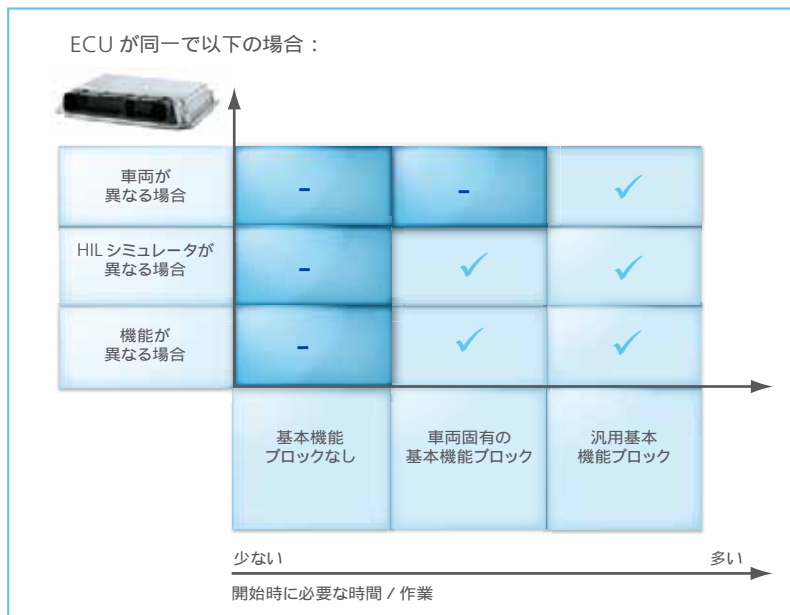 ECU が同一で以下の場合：
車両が
異なる場合
-
-
✓
HIL シミュレータが
異なる場合
-
✓
✓
機能が
異なる場合
-
✓
✓
基本機能
ブロックなし
車両固有の
基本機能ブロック
汎用基本
機能ブロック
少ない
多い
開始時に必要な時間 / 作業